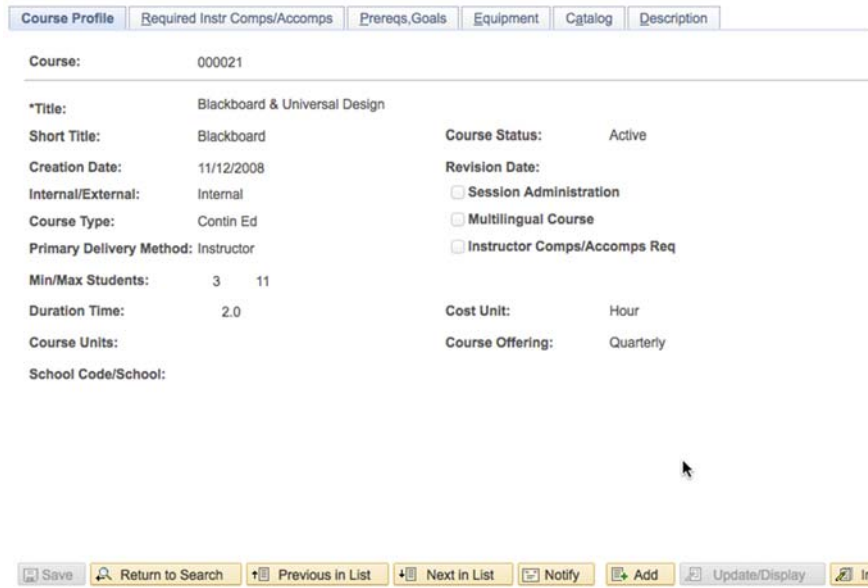 Course Profile Required Instr Comps/Accomps Prereqs,Goals Equipment Catalog Description
Course: 000021
*Title: Blackboard & Universal Design
Short Title: Blackboard Course Status: Active
Creation Date: 11/12/2008 Revision Date:
Internal/External: Internal Session Administration
Course Type: Contin Ed Multilingual Course
Primary Delivery Method: Instructor Instructor Comps/Accomps Req
Min/Max Students: 3 11
Duration Time: 2.0 Cost Unit: Hour
Course Units: Course Offering: Quarterly
School Code/School:
Save Return to Search Previous in List Next in List Notify Add Update/Display